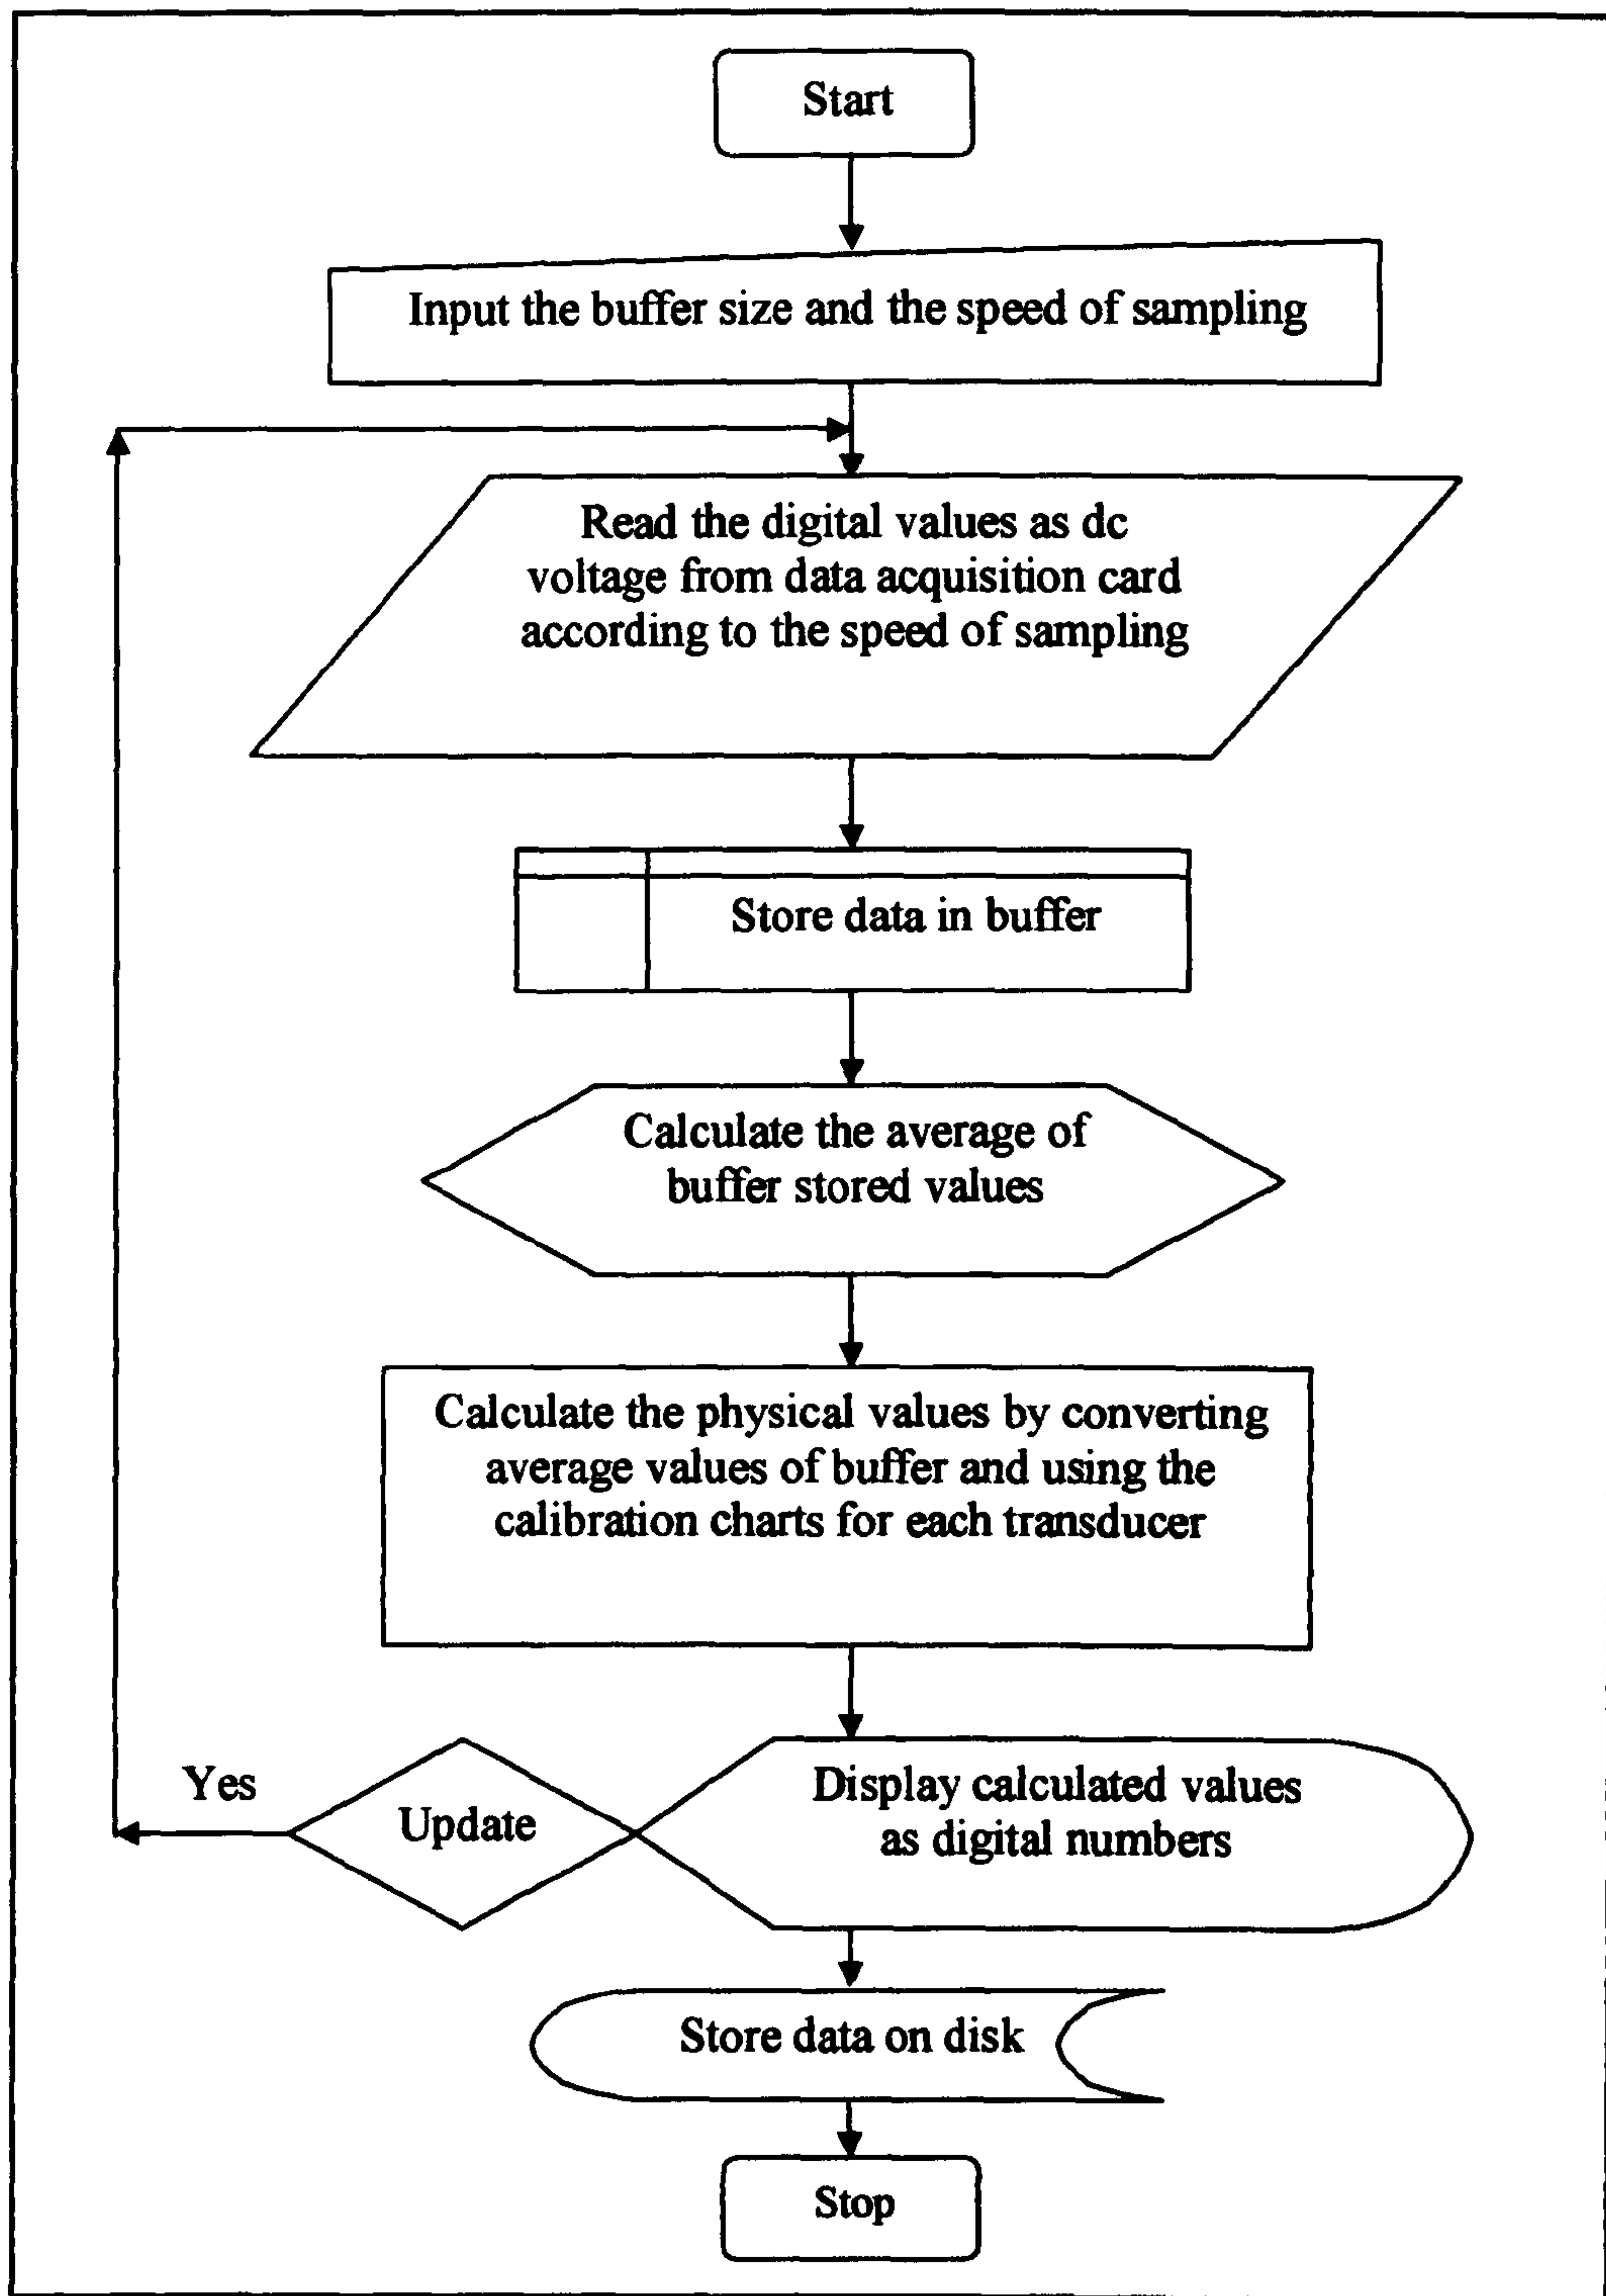 Start
Input the buffer size and the speed of sampling
Read the digital values as dc
voltage from data acquisition card
according to the speed of sampling
Store data in buffer
Calculate the average of
buffer stored values
Calculate the physical values by converting
average values of buffer and using the
calibration charts for each transducer
Yes
Update
Display calculated values
as digital numbers
Store data on disk
Stop